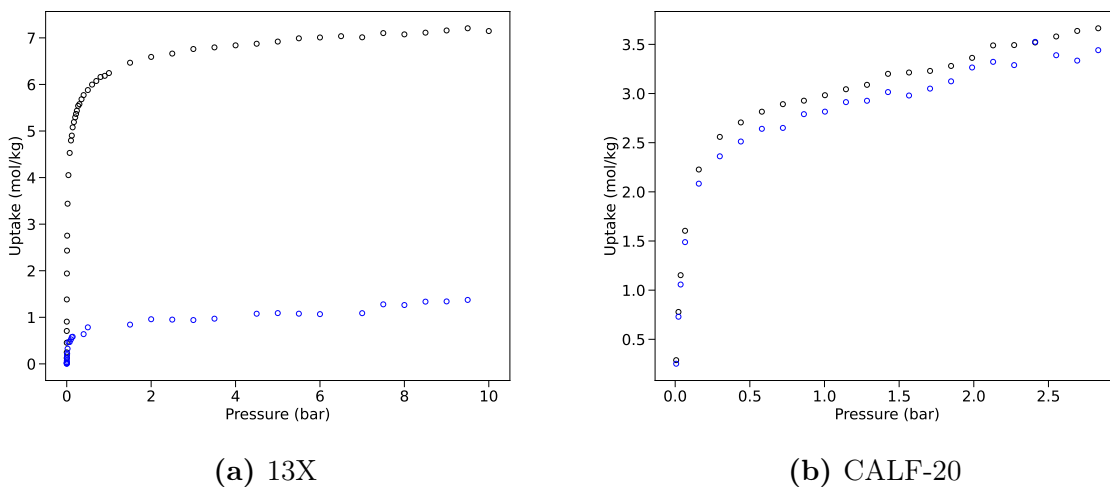 7
6
5
4
3
2
1
0
Uptake (mol/kg)
0 2 4 6 8 10
Pressure (bar)
(a) 13X
3.5
3.0
2.5
2.0
1.5
1.0
0.5
Uptake (mol/kg)
0.0 0.5 1.0 1.5 2.0 2.5
Pressure (bar)
(b) CALF-20